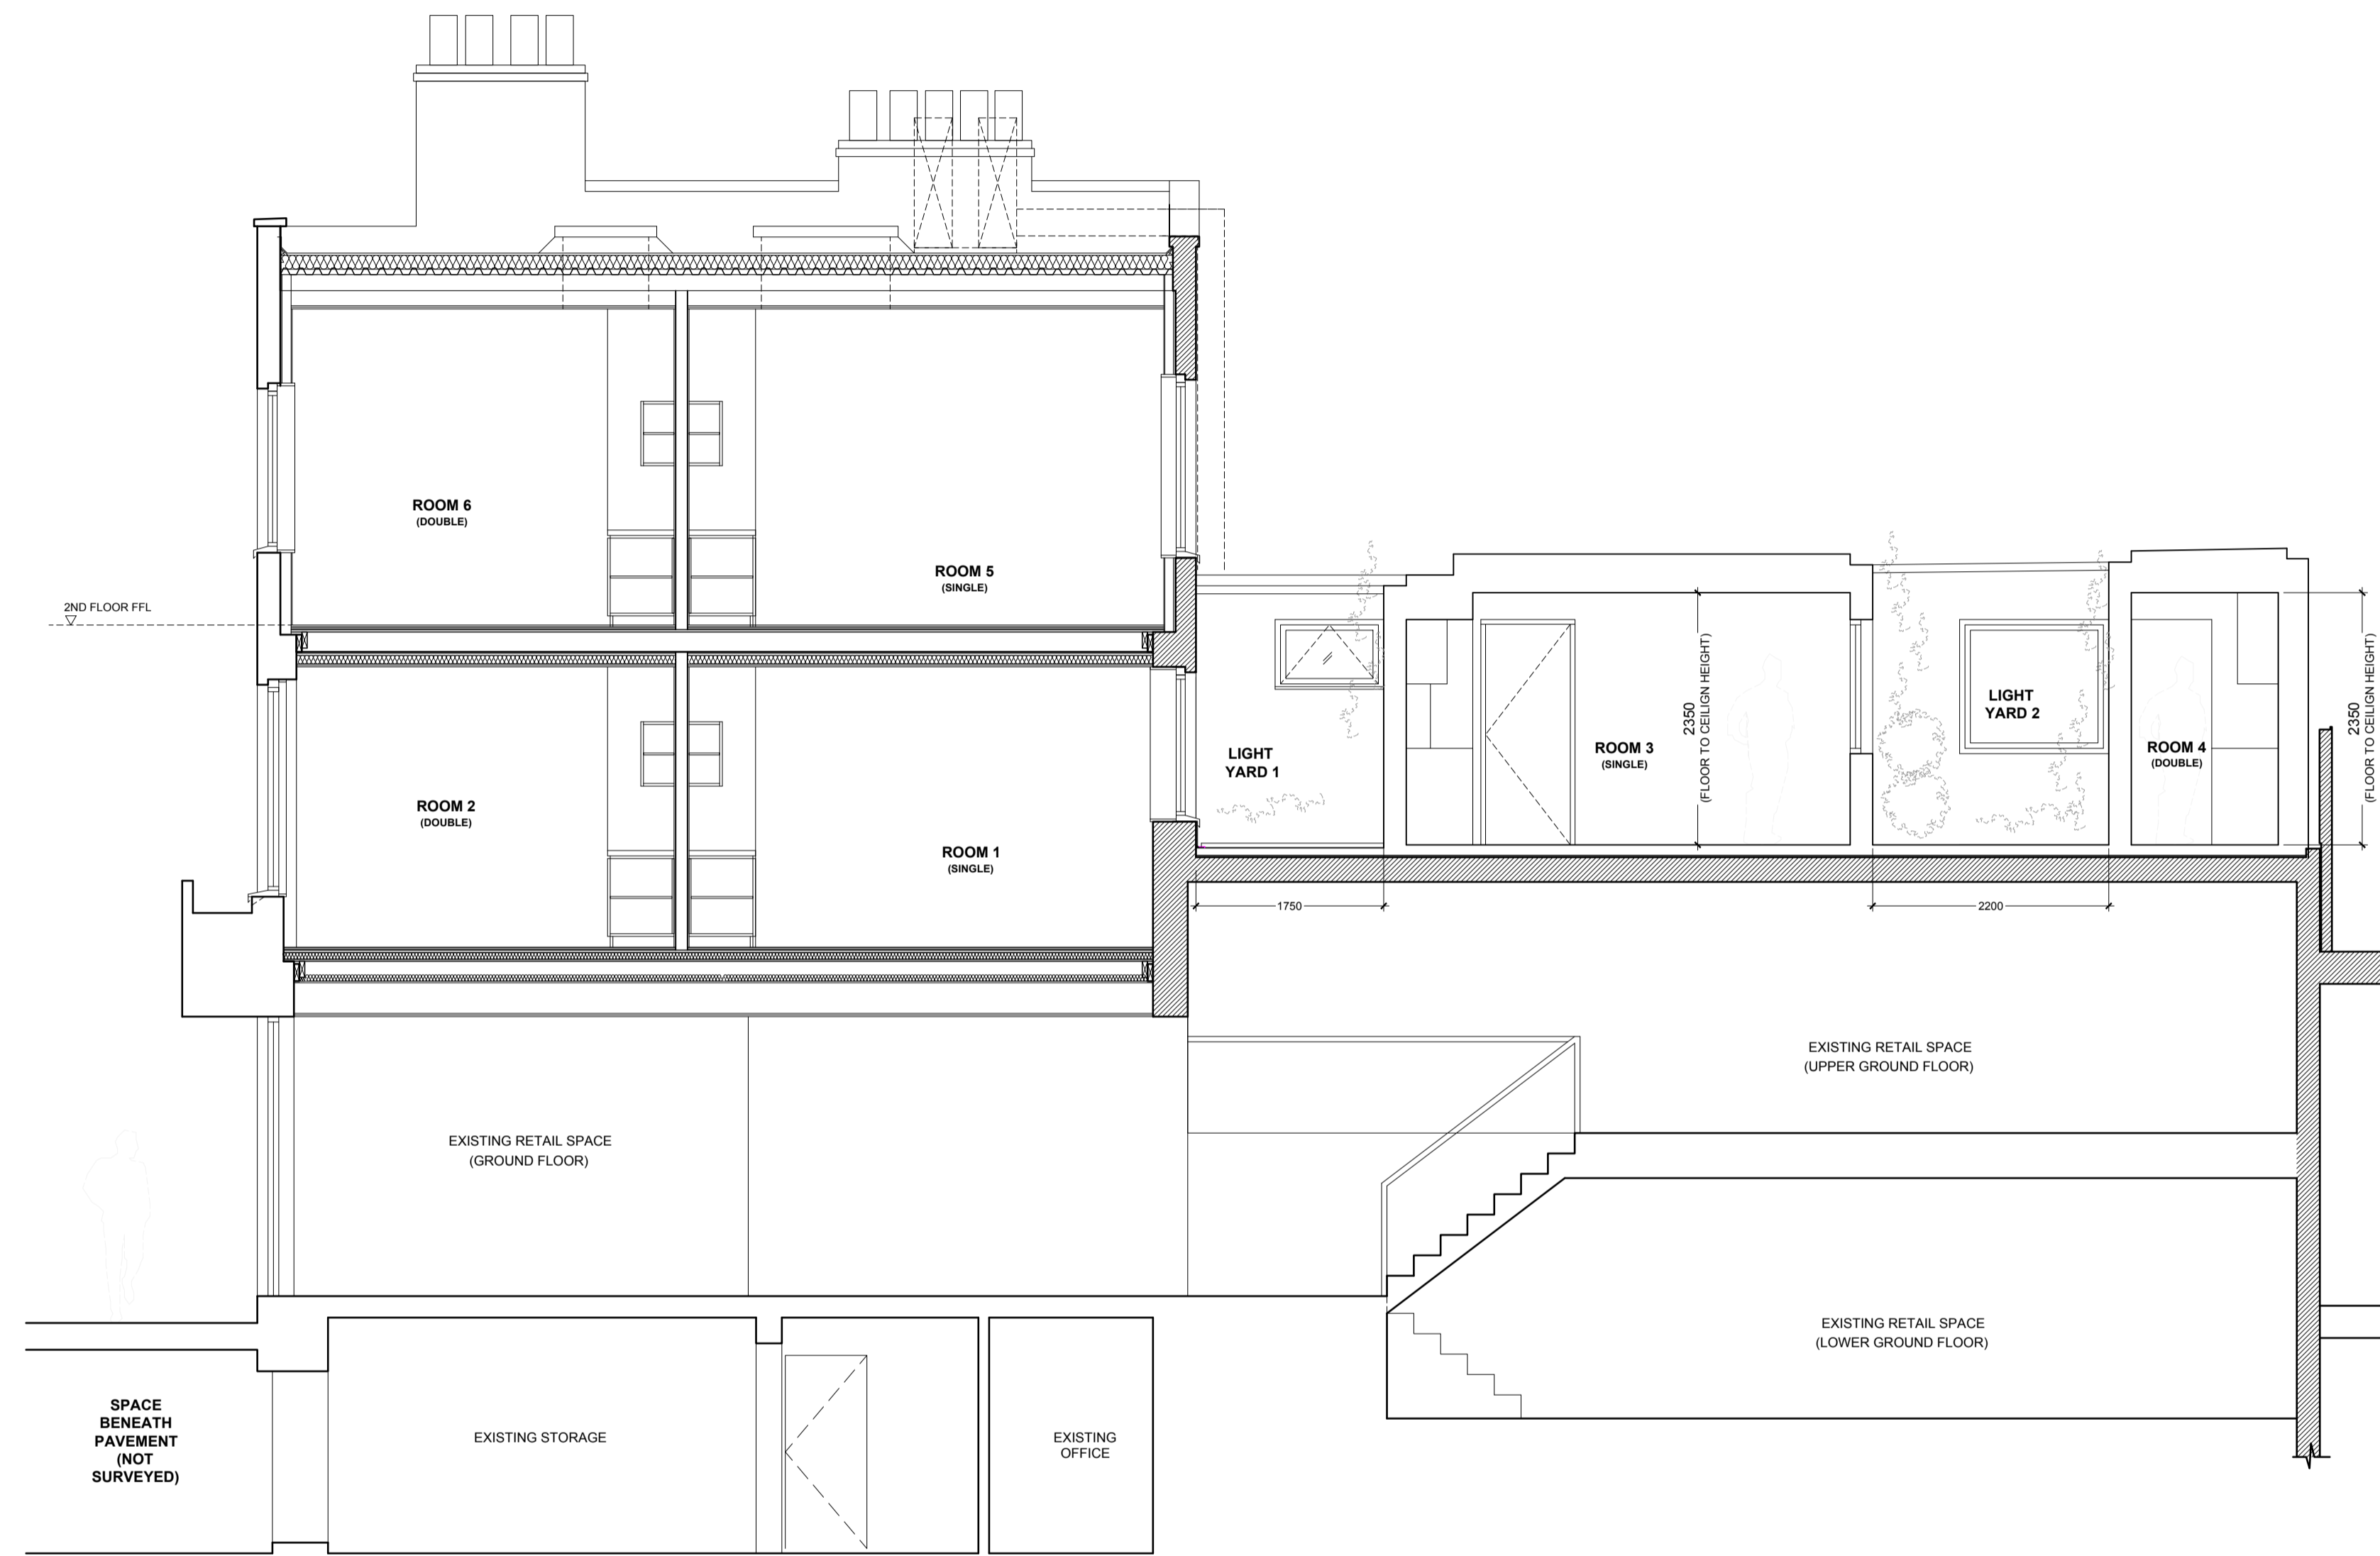 ROOM 6
(DOUBLE)
ROOM 5
(SINGLE)
2ND FLOOR FFL
ROOM 2
(DOUBLE)
ROOM 1
(SINGLE)
LIGHT
YARD 1
ROOM 3
(SINGLE)
2350
(FLOOR TO CEILIGN HEIGHT)
LIGHT
YARD 2
ROOM 4
(DOUBLE)
2350
(FLOOR TO CEILIGN HEIGHT)
1750
2200
EXISTING RETAIL SPACE
(UPPER GROUND FLOOR)
EXISTING RETAIL SPACE
(GROUND FLOOR)
EXISTING RETAIL SPACE
(LOWER GROUND FLOOR)
SPACE
BENEATH
PAVEMENT
(NOT
SURVEYED)
EXISTING STORAGE
EXISTING
OFFICE